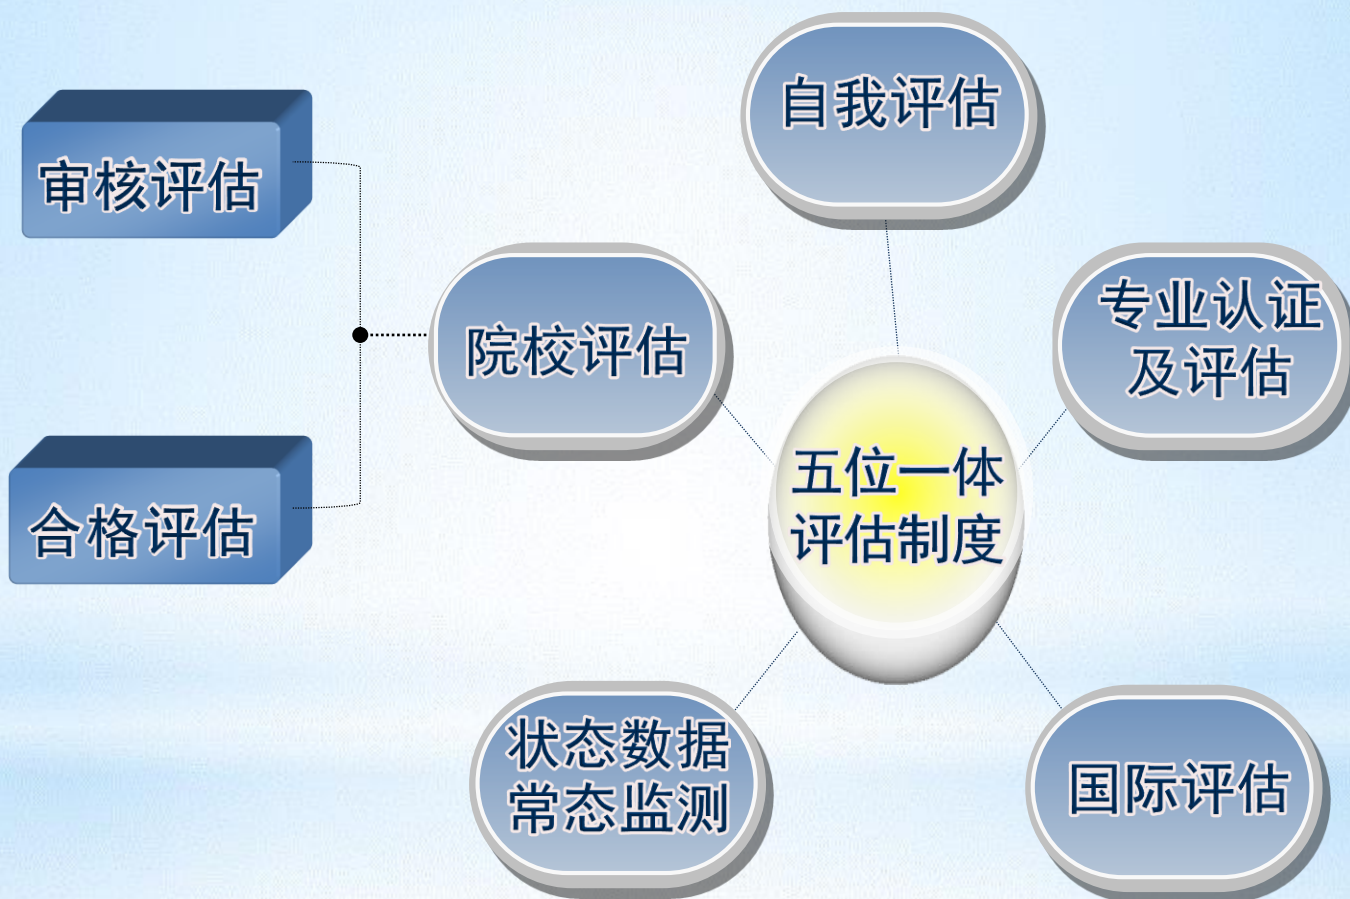 自我评估
审核评估
院校评估
专业认证
及评估
五位一体
评估制度
合格评估
状态数据
常态监测
国际评估